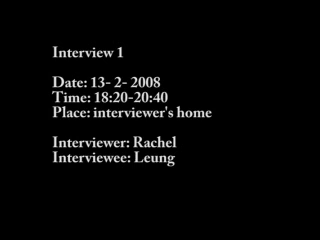 Interview 1
Date: 13- 2- 2008
Time: 18:20-20:40
Place: interviewer's home
Interviewer: Rachel
Interviewee: Leung